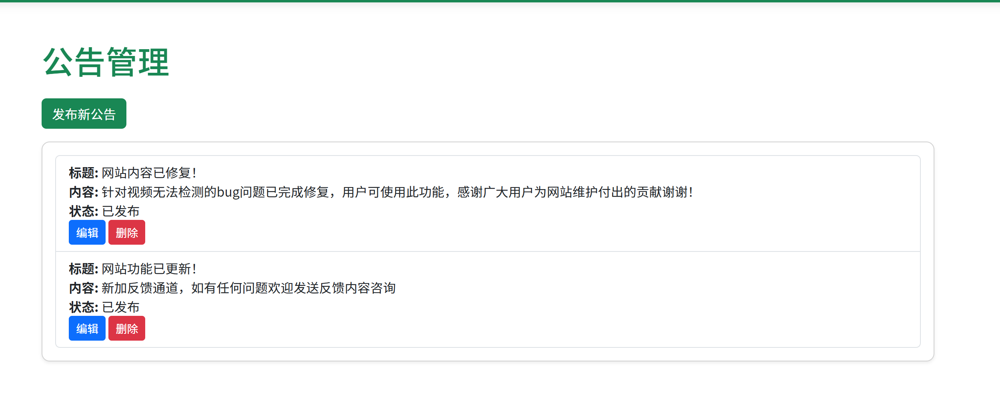 公告管理
发布新公告
标题: 网站内容已修复！
内容: 针对视频无法检测的bug问题已完成修复，用户可使用此功能，感谢广大用户为网站维护付出的贡献谢谢！
状态: 已发布
编辑 删除
标题: 网站功能已更新！
内容: 新加反馈通道，如有任何问题欢迎发送反馈内容咨询
状态: 已发布
编辑 删除